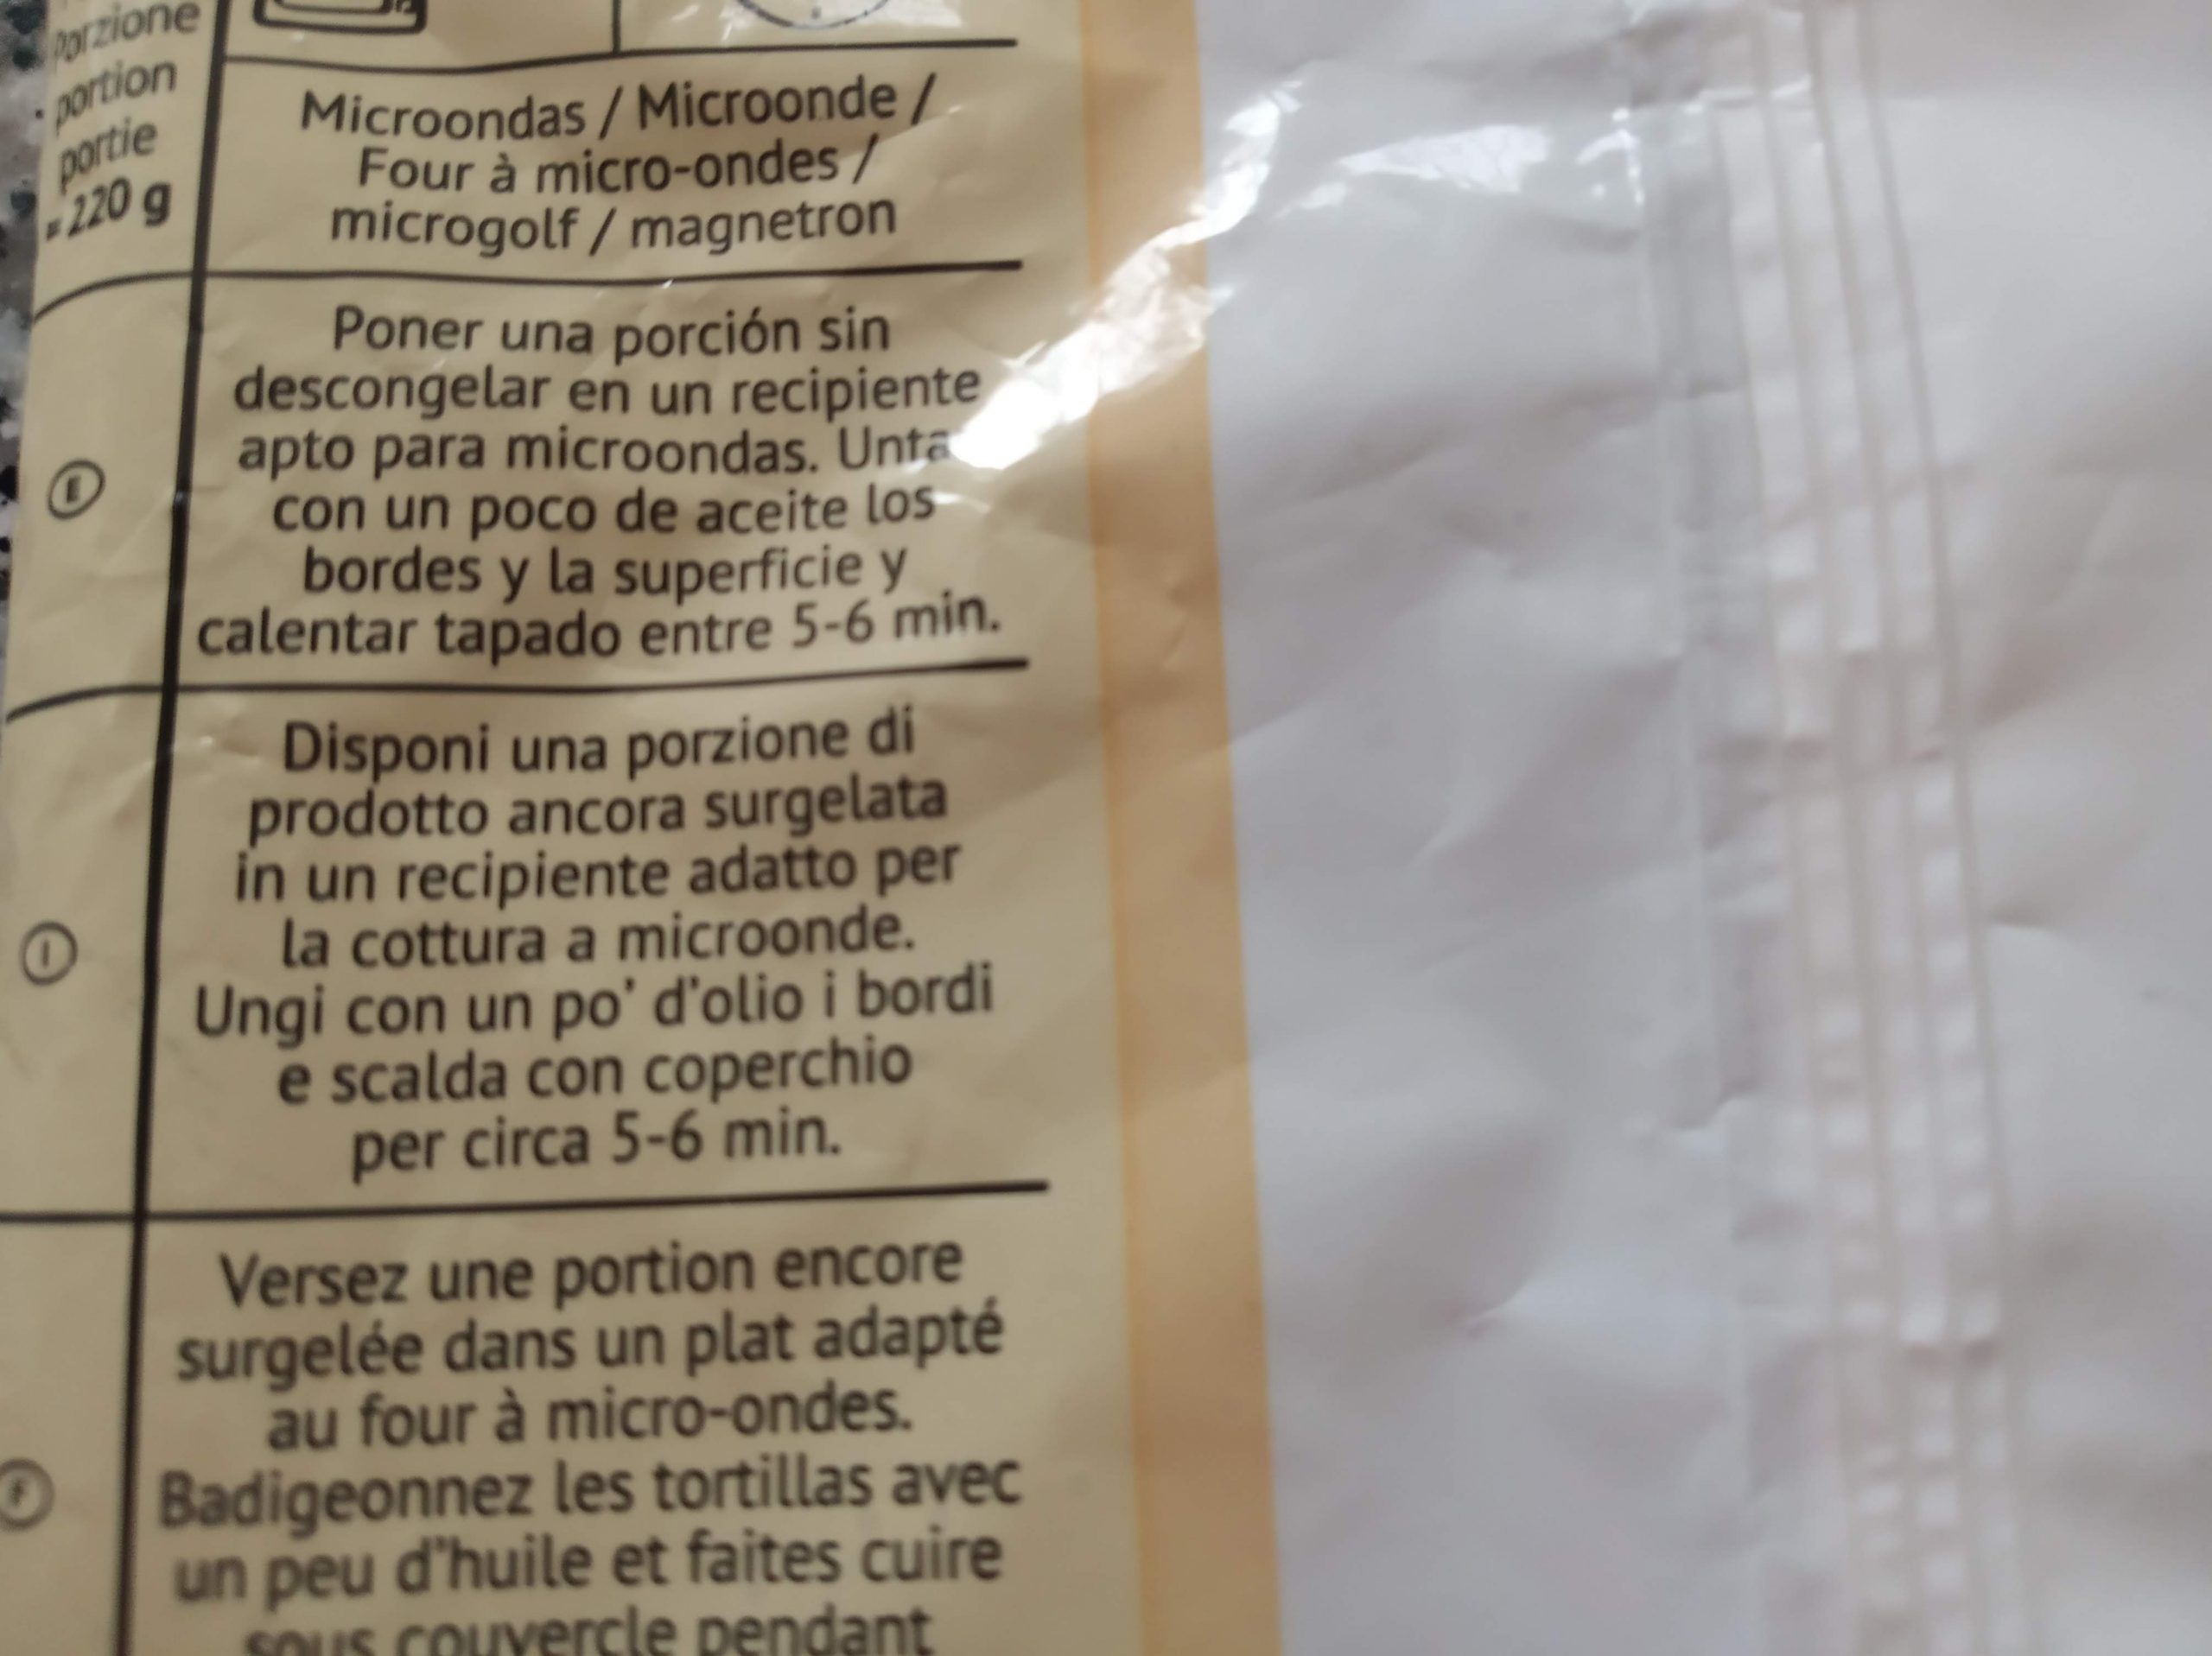 Porzione
portion
portie
= 220 g
Microondas / Microonde /
Four à micro-ondes /
microgolf / magnetron
E
Poner una porción sin
descongelar en un recipiente
apto para microondas. Unta
con un poco de aceite los
bordes y la superficie y
calentar tapado entre 5-6 min.
I
Disponi una porzione di
prodotto ancora surgelata
in un recipiente adatto per
la cottura a microonde.
Ungi con un po' d'olio i bordi
e scalda con coperchio
per circa 5-6 min.
F
Versez une portion encore
surgelée dans un plat adapté
au four à micro-ondes.
Badigeonnez les tortillas avec
un peu d'huile et faites cuire
sous couvercle pendant